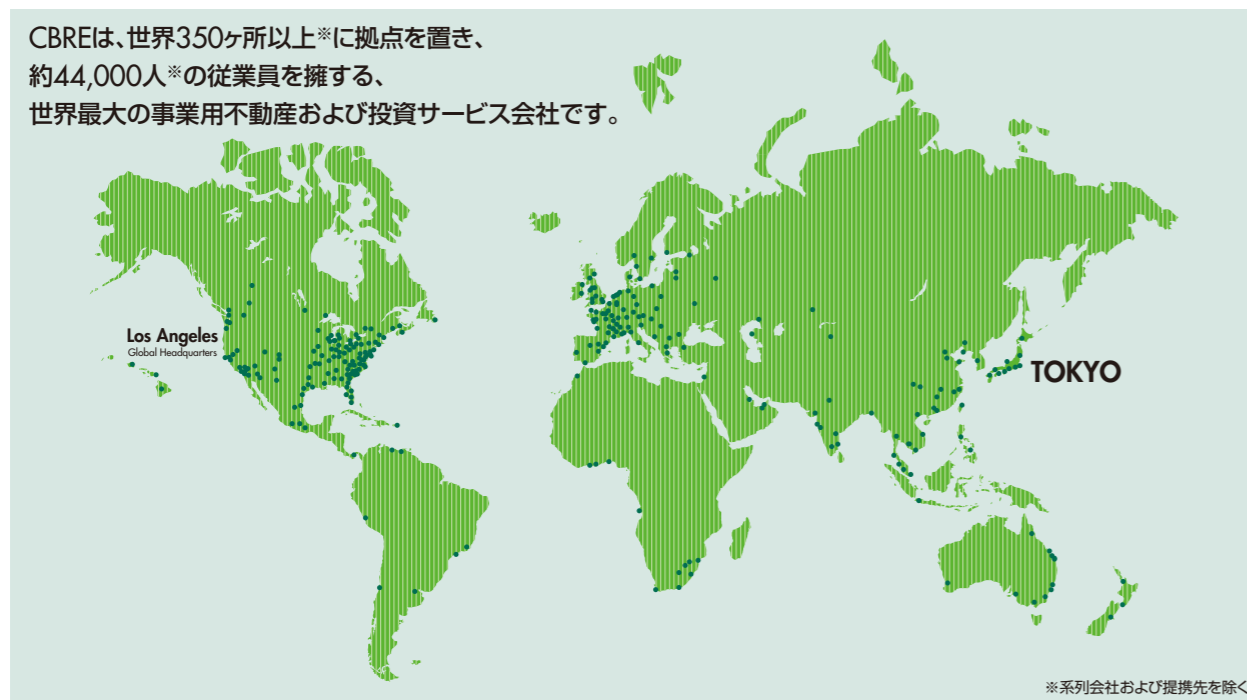 CBREは、世界350ヶ所以上※に拠点を置き、
約44,000人※の従業員を擁する、
世界最大の事業用不動産および投資サービス会社です。
Los Angeles
Global Headquarters
TOKYO
※系列会社および提携先を除く